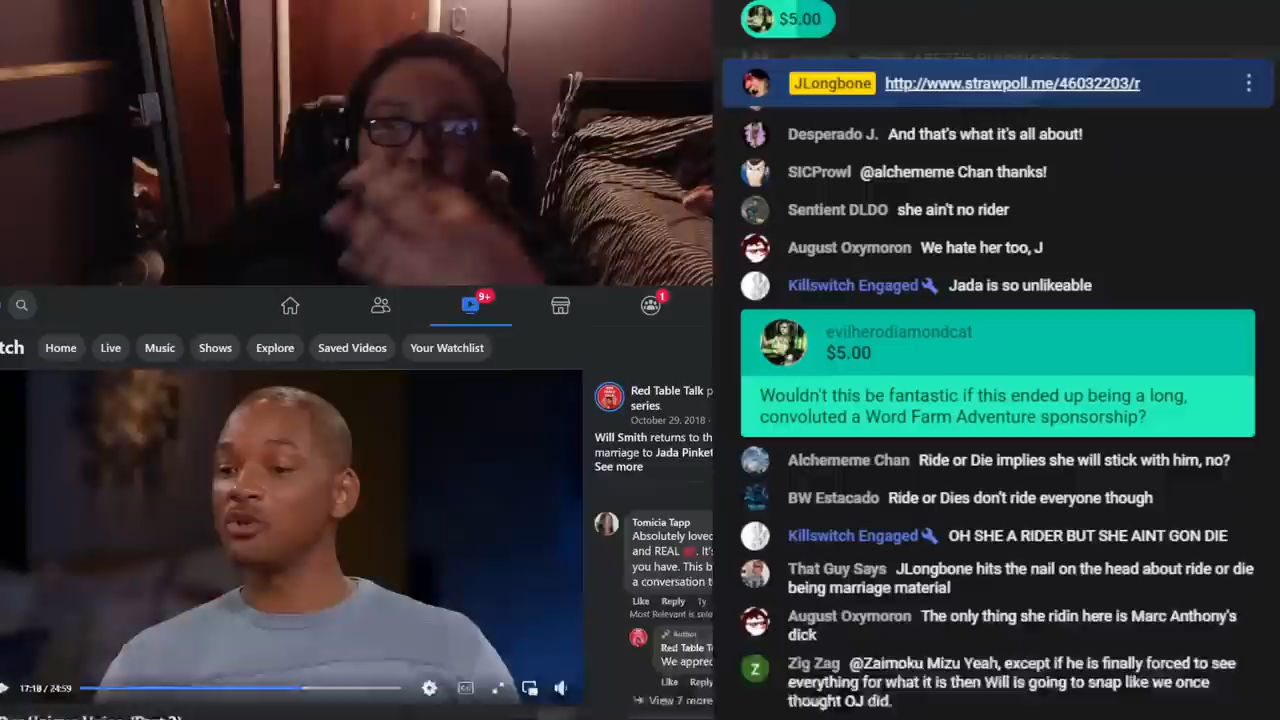 $5.00
JLongbone http://www.strawpoll.me/46032203/r
Desperado J. And that's what it's all about!
SICProwl @alchememe Chan thanks!
Sentient DLDO she ain't no rider
August Oxymoron We hate her too, J
Killswitch Engaged Jada is so unlikeable
evilherodiamondcat
$5.00
Wouldn't this be fantastic if this ended up being a long,
convoluted a Word Farm Adventure sponsorship?
Alchememe Chan Ride or Die implies she will stick with him, no?
BW Estacado Ride or Dies don't ride everyone though
Killswitch Engaged OH SHE A RIDER BUT SHE AINT GON DIE
That Guy Says JLongbone hits the nail on the head about ride or die
being marriage material
August Oxymoron The only thing she ridin here is Marc Anthony's
dick
Z
Zig Zag @Zaimoku Mizu Yeah, except if he is finally forced to see
everything for what it is then Will is going to snap like we once
thought OJ did.
9+
1
tch Home Live Music Shows Explore Saved Videos Your Watchlist
Red Table Talk p
series.
October 29, 2018 ·
Will Smith returns to th
marriage to Jada Pinket
See more
Tomicia Tapp
Absolutely loved
and REAL It's
you have. This b
a conversation t
Like Reply 1y
Most Relevant is sele
Author
Red Table T
We apprec
Like Reply
View 7 more
17:18 / 24:59